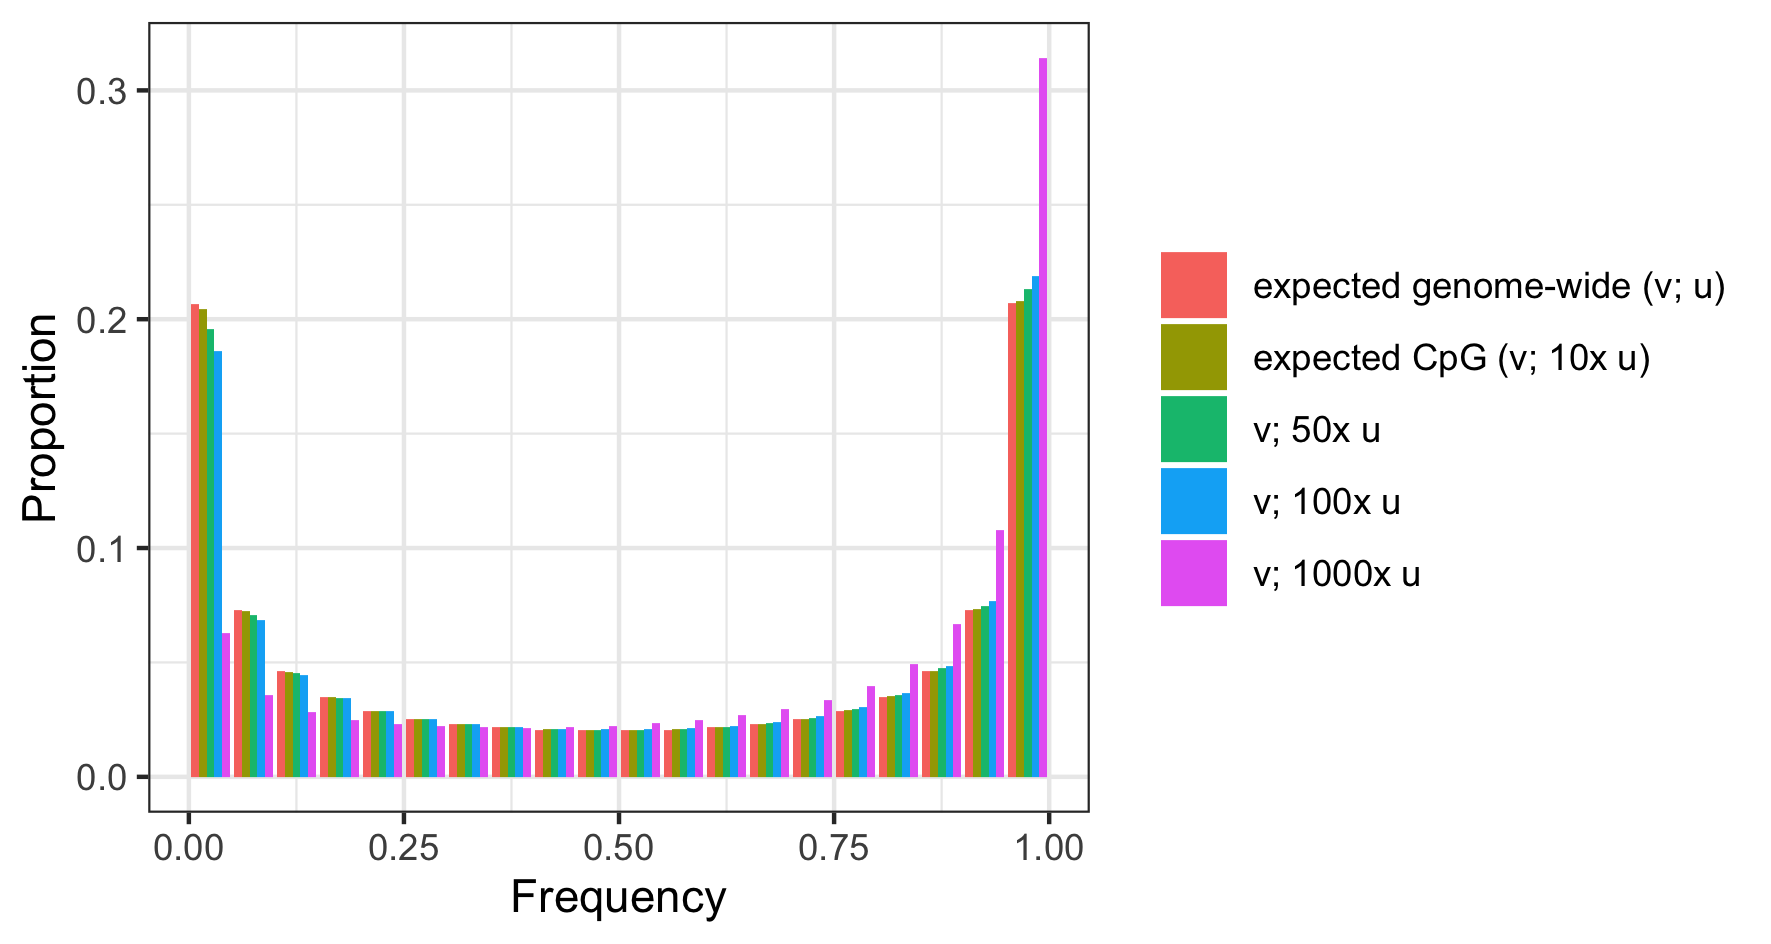 0.3
0.2
0.1
0.0
Proportion
0.00 0.25 0.50 0.75 1.00
Frequency
expected genome-wide (v; u)
expected CpG (v; 10x u)
v; 50x u
v; 100x u
v; 1000x u